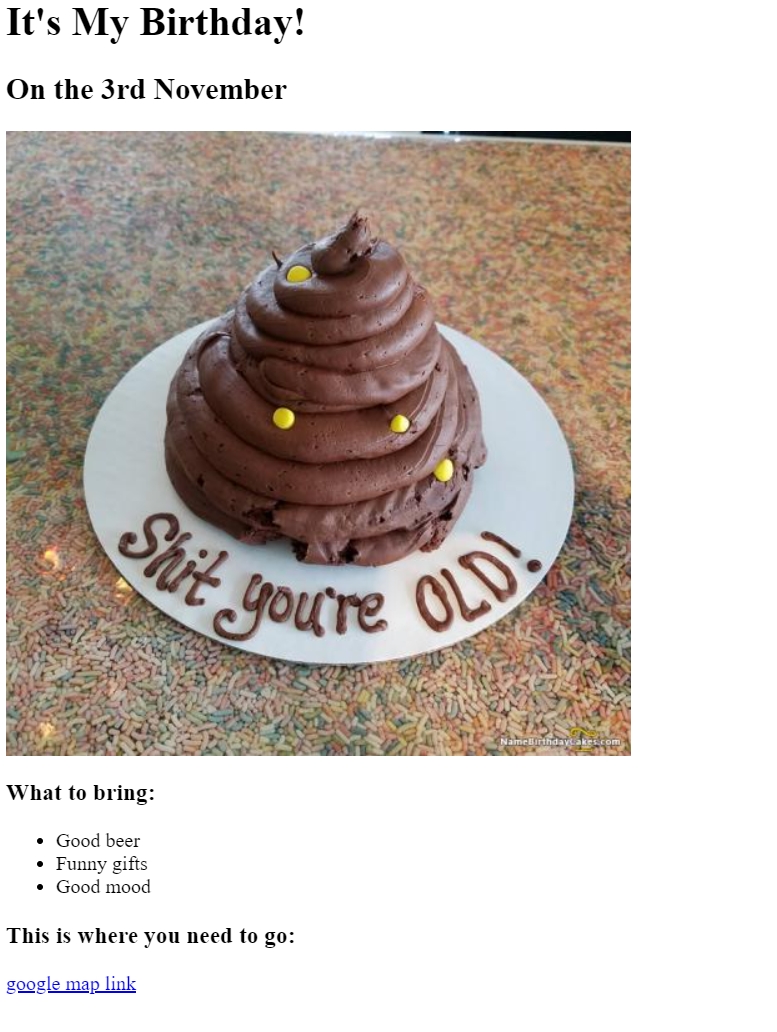 It's My Birthday!
On the 3rd November
Shit you're OLD!
NameBirthdayCakes.com
What to bring:
Good beer
Funny gifts
Good mood
This is where you need to go:
google map link